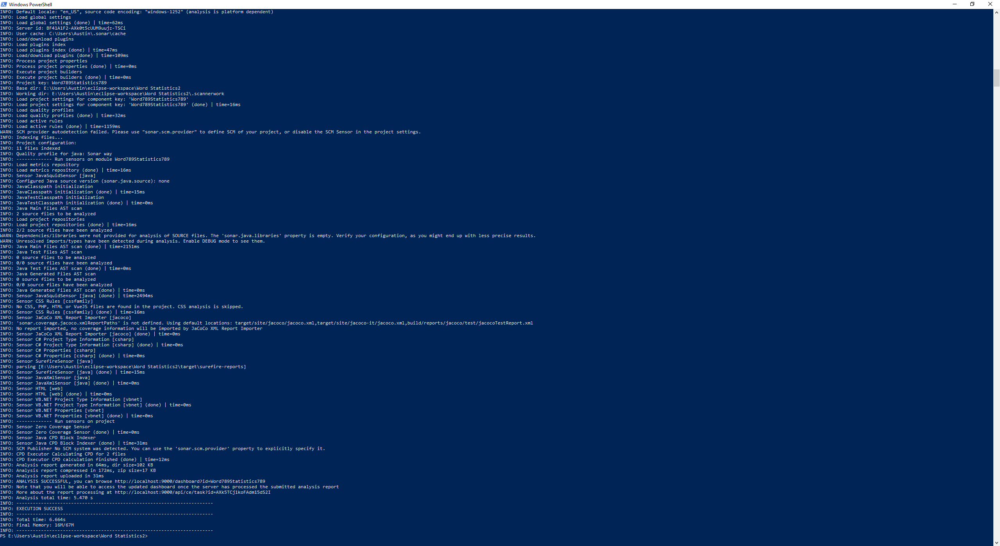 Windows PowerShell
INFO: Default locale: "en_US", source code encoding: "windows-1252" (analysis is platform dependent)
INFO: Load global settings
INFO: Load global settings (done) | time=62ms
INFO: Server id: BF41A1F2-AXk0t5cUUM9uujz-TSCi
INFO: User cache: C:\Users\Austin\.sonar\cache
INFO: Load/download plugins
INFO: Load plugins index
INFO: Load plugins index (done) | time=47ms
INFO: Load/download plugins (done) | time=109ms
INFO: Process project properties
INFO: Process project properties (done) | time=0ms
INFO: Execute project builders
INFO: Execute project builders (done) | time=0ms
INFO: Project key: Word789Statistics789
INFO: Base dir: E:\Users\Austin\eclipse-workspace\Word Statistics2
INFO: Working dir: E:\Users\Austin\eclipse-workspace\Word Statistics2\.scannerwork
INFO: Load project settings for component key: 'Word789Statistics789'
INFO: Load project settings for component key: 'Word789Statistics789' (done) | time=16ms
INFO: Load quality profiles
INFO: Load quality profiles (done) | time=32ms
INFO: Load active rules
INFO: Load active rules (done) | time=1159ms
WARN: SCM provider autodetection failed. Please use "sonar.scm.provider" to define SCM of your project, or disable the SCM Sensor in the project settings.
INFO: Indexing files...
INFO: Project configuration:
INFO: 11 files indexed
INFO: Quality profile for java: Sonar way
INFO: ------------- Run sensors on module Word789Statistics789
INFO: Load metrics repository
INFO: Load metrics repository (done) | time=16ms
INFO: Sensor JavaSquidSensor [java]
INFO: Configured Java source version (sonar.java.source): none
INFO: JavaClasspath initialization
INFO: JavaClasspath initialization (done) | time=15ms
INFO: JavaTestClasspath initialization
INFO: JavaTestClasspath initialization (done) | time=0ms
INFO: Java Main Files AST scan
INFO: 2 source files to be analyzed
INFO: Load project repositories
INFO: Load project repositories (done) | time=16ms
INFO: 2/2 source files have been analyzed
WARN: Dependencies/libraries were not provided for analysis of SOURCE files. The 'sonar.java.libraries' property is empty. Verify your configuration, as you might end up with less precise results.
WARN: Unresolved imports/types have been detected during analysis. Enable DEBUG mode to see them.
INFO: Java Main Files AST scan (done) | time=2151ms
INFO: Java Test Files AST scan
INFO: 0 source files to be analyzed
INFO: 0/0 source files have been analyzed
INFO: Java Test Files AST scan (done) | time=0ms
INFO: Java Generated Files AST scan
INFO: 0 source files to be analyzed
INFO: 0/0 source files have been analyzed
INFO: Java Generated Files AST scan (done) | time=0ms
INFO: Sensor JavaSquidSensor [java] (done) | time=2494ms
INFO: Sensor CSS Rules [cssfamily]
INFO: No CSS, PHP, HTML or VueJS files are found in the project. CSS analysis is skipped.
INFO: Sensor CSS Rules [cssfamily] (done) | time=16ms
INFO: Sensor JaCoCo XML Report Importer [jacoco]
INFO: 'sonar.coverage.jacoco.xmlReportPaths' is not defined. Using default locations: target/site/jacoco/jacoco.xml,target/site/jacoco-it/jacoco.xml,build/reports/jacoco/test/jacocoTestReport.xml
INFO: No report imported, no coverage information will be imported by JaCoCo XML Report Importer
INFO: Sensor JaCoCo XML Report Importer [jacoco] (done) | time=0ms
INFO: Sensor C# Project Type Information [csharp]
INFO: Sensor C# Project Type Information [csharp] (done) | time=0ms
INFO: Sensor C# Properties [csharp]
INFO: Sensor C# Properties [csharp] (done) | time=0ms
INFO: Sensor SurefireSensor [java]
INFO: parsing [E:\Users\Austin\eclipse-workspace\Word Statistics2\target\surefire-reports]
INFO: Sensor SurefireSensor [java] (done) | time=15ms
INFO: Sensor JavaXmlSensor [java]
INFO: Sensor JavaXmlSensor [java] (done) | time=0ms
INFO: Sensor HTML [web]
INFO: Sensor HTML [web] (done) | time=0ms
INFO: Sensor VB.NET Project Type Information [vbnet]
INFO: Sensor VB.NET Project Type Information [vbnet] (done) | time=0ms
INFO: Sensor VB.NET Properties [vbnet]
INFO: Sensor VB.NET Properties [vbnet] (done) | time=0ms
INFO: ------------- Run sensors on project
INFO: Sensor Zero Coverage Sensor
INFO: Sensor Zero Coverage Sensor (done) | time=0ms
INFO: Sensor Java CPD Block Indexer
INFO: Sensor Java CPD Block Indexer (done) | time=31ms
INFO: SCM Publisher No SCM system was detected. You can use the 'sonar.scm.provider' property to explicitly specify it.
INFO: CPD Executor Calculating CPD for 2 files
INFO: CPD Executor CPD calculation finished (done) | time=12ms
INFO: Analysis report generated in 64ms, dir size=102 KB
INFO: Analysis report compressed in 172ms, zip size=17 KB
INFO: Analysis report uploaded in 31ms
INFO: ANALYSIS SUCCESSFUL, you can browse http://localhost:9000/dashboard?id=Word789Statistics789
INFO: Note that you will be able to access the updated dashboard once the server has processed the submitted analysis report
INFO: More about the report processing at http://localhost:9000/api/ce/task?id=AXk5TCj1koFAdm15dS2I
INFO: Analysis total time: 5.470 s
INFO: ------------------------------------------------------------------------
INFO: EXECUTION SUCCESS
INFO: ------------------------------------------------------------------------
INFO: Total time: 6.664s
INFO: Final Memory: 16M/67M
INFO: ------------------------------------------------------------------------
PS E:\Users\Austin\eclipse-workspace\Word Statistics2>